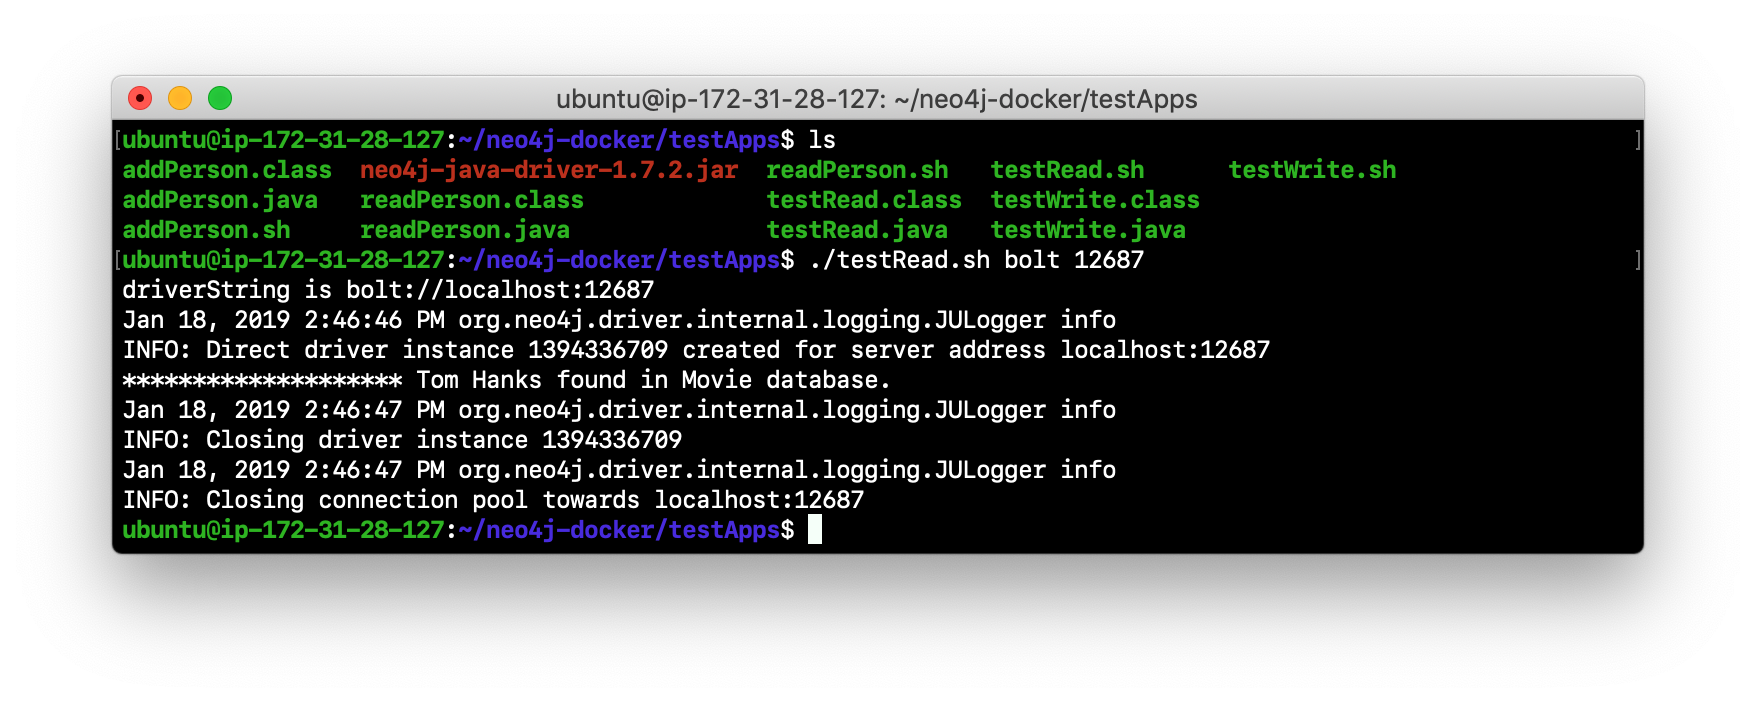 ubuntu@ip-172-31-28-127: ~/neo4j-docker/testApps
[ubuntu@ip-172-31-28-127:~/neo4j-docker/testApps$ ls ]
addPerson.class neo4j-java-driver-1.7.2.jar readPerson.sh testRead.sh testWrite.sh
addPerson.java readPerson.class testRead.class testWrite.class
addPerson.sh readPerson.java testRead.java testWrite.java
[ubuntu@ip-172-31-28-127:~/neo4j-docker/testApps$ ./testRead.sh bolt 12687 ]
driverString is bolt://localhost:12687
Jan 18, 2019 2:46:46 PM org.neo4j.driver.internal.logging.JULogger info
INFO: Direct driver instance 1394336709 created for server address localhost:12687
******************** Tom Hanks found in Movie database.
Jan 18, 2019 2:46:47 PM org.neo4j.driver.internal.logging.JULogger info
INFO: Closing driver instance 1394336709
Jan 18, 2019 2:46:47 PM org.neo4j.driver.internal.logging.JULogger info
INFO: Closing connection pool towards localhost:12687
ubuntu@ip-172-31-28-127:~/neo4j-docker/testApps$